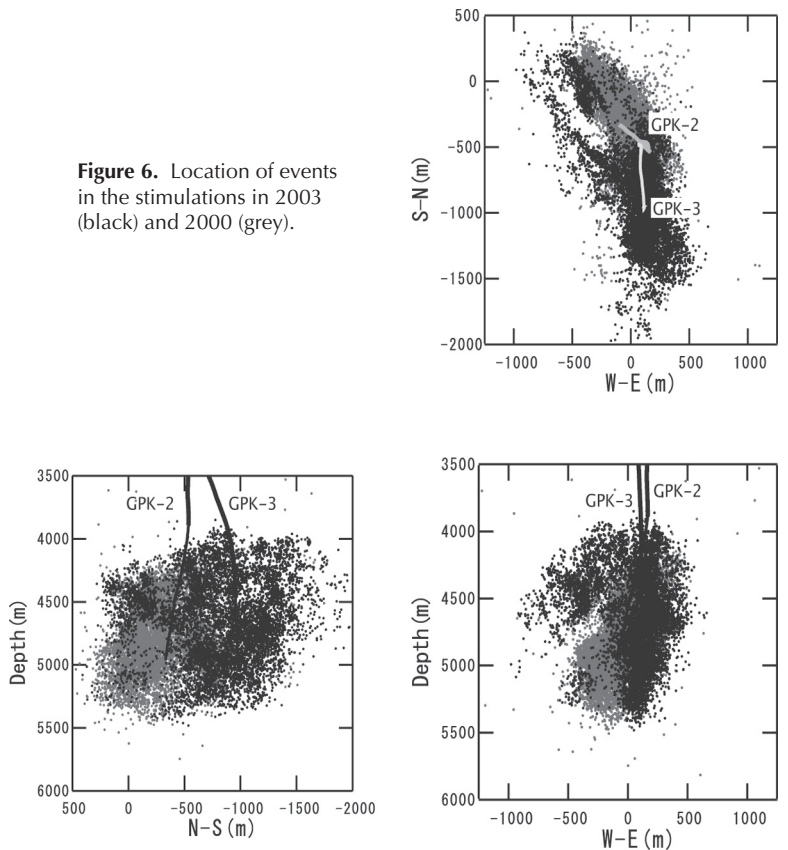 Figure 6. Location of events
in the stimulations in 2003
(black) and 2000 (grey).
500
0
-500
-1000
-1500
-2000
S-N(m)
GPK-2
GPK-3
-1000 -500 0 500 1000
W-E(m)
3500
4000
4500
5000
5500
6000
Depth(m)
GPK-2 GPK-3
500 0 -500 -1000 -1500 -2000
N-S(m)
3500
4000
4500
5000
5500
6000
Depth(m)
GPK-3 GPK-2
-1000 -500 0 500 1000
W-E(m)